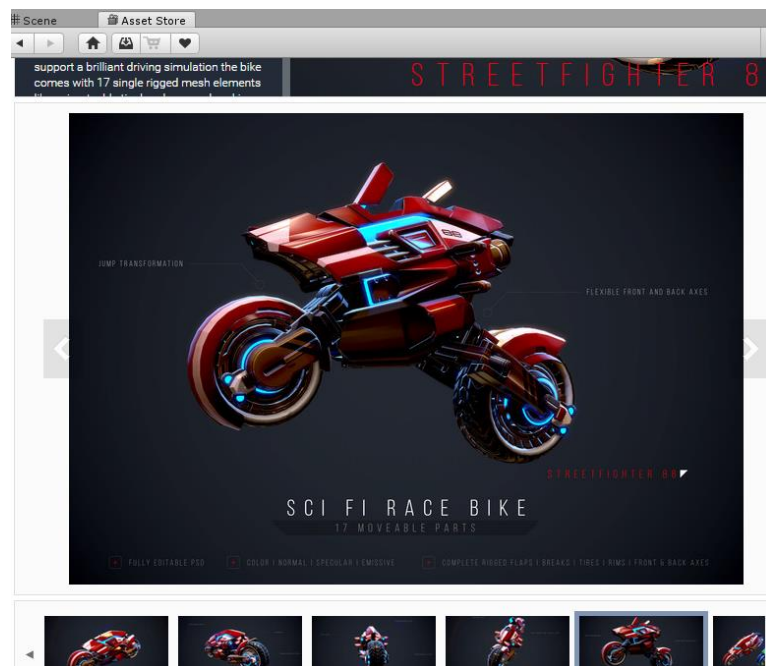 # Scene
Asset Store
support a brilliant driving simulation the bike
comes with 17 single rigged mesh elements
STREETFIGHTER 8
JUMP TRANSFORMATION
FLEXIBLE FRONT AND BACK AXES
88
STREETFIGHTER 88
SCI FI RACE BIKE
17 MOVEABLE PARTS
FULLY EDITABLE PSD
COLOR | NORMAL | SPECULAR | EMISSIVE
COMPLETE RIGGED FLAPS | BREAKS | TIRES | RIMS | FRONT & BACK AXES